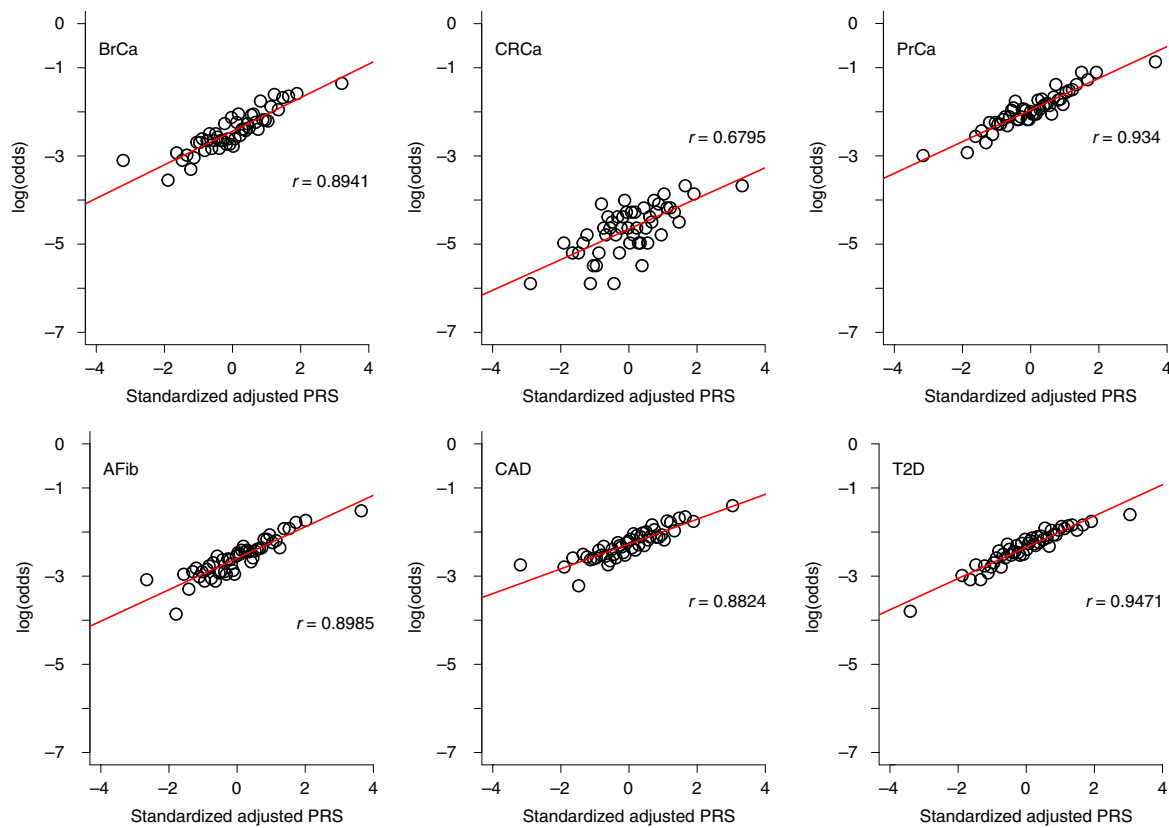 0
–1
–3
–5
–7
log(odds)
BrCa
r = 0.8941
–4
–2
0
2
4
Standardized adjusted PRS
0
–1
–3
–5
–7
log(odds)
CRCa
r = 0.6795
–4
–2
0
2
4
Standardized adjusted PRS
0
–1
–3
–5
–7
log(odds)
PrCa
r = 0.934
–4
–2
0
2
4
Standardized adjusted PRS
0
–1
–3
–5
–7
log(odds)
AFib
r = 0.8985
–4
–2
0
2
4
Standardized adjusted PRS
0
–1
–3
–5
–7
log(odds)
CAD
r = 0.8824
–4
–2
0
2
4
Standardized adjusted PRS
0
–1
–3
–5
–7
log(odds)
T2D
r = 0.9471
–4
–2
0
2
4
Standardized adjusted PRS